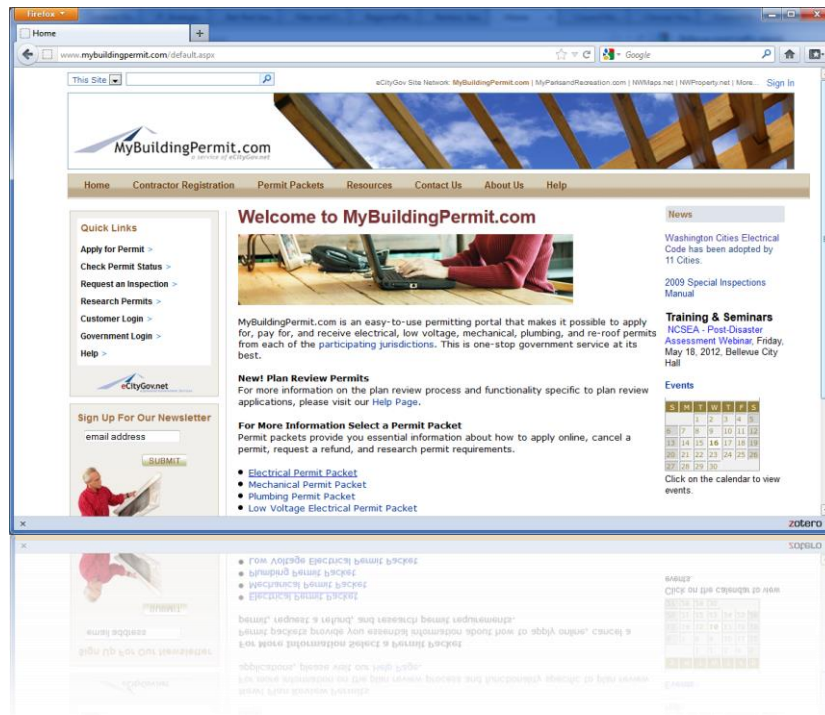 Firefox
Home
www.mybuildingpermit.com/default.aspx
Google
This Site
eCityGov Site Network: MyBuildingPermit.com | MyParksandRecreation.com | NWMaps.net | NWProperty.net | More... Sign In
MyBuildingPermit.com
a service of eCityGov.net
Home Contractor Registration Permit Packets Resources Contact Us About Us Help
Quick Links
Apply for Permit >
Check Permit Status >
Request an Inspection >
Research Permits >
Customer Login >
Government Login >
Help >
eCityGov.net
Sign Up For Our Newsletter
email address
SUBMIT
Welcome to MyBuildingPermit.com
MyBuildingPermit.com is an easy-to-use permitting portal that makes it possible to apply
for, pay for, and receive electrical, low voltage, mechanical, plumbing, and re-roof permits
from each of the participating jurisdictions. This is one-stop government service at its
best.
New! Plan Review Permits
For more information on the plan review process and functionality specific to plan review
applications, please visit our Help Page.
For More Information Select a Permit Packet
Permit packets provide you essential information about how to apply online, cancel a
permit, request a refund, and research permit requirements.
• Electrical Permit Packet
• Mechanical Permit Packet
• Plumbing Permit Packet
• Low Voltage Electrical Permit Packet
News
Washington Cities Electrical
Code has been adopted by
11 Cities.
2009 Special Inspections
Manual
Training & Seminars
NCSEA - Post-Disaster
Assessment Webinar, Friday,
May 18, 2012, Bellevue City
Hall
Events
S M T W T F S
1 2 3 4 5
6 7 8 9 10 11 12
13 14 15 16 17 18 19
20 21 22 23 24 25 26
27 28 29 30
Click on the calendar to view
events.
zotero